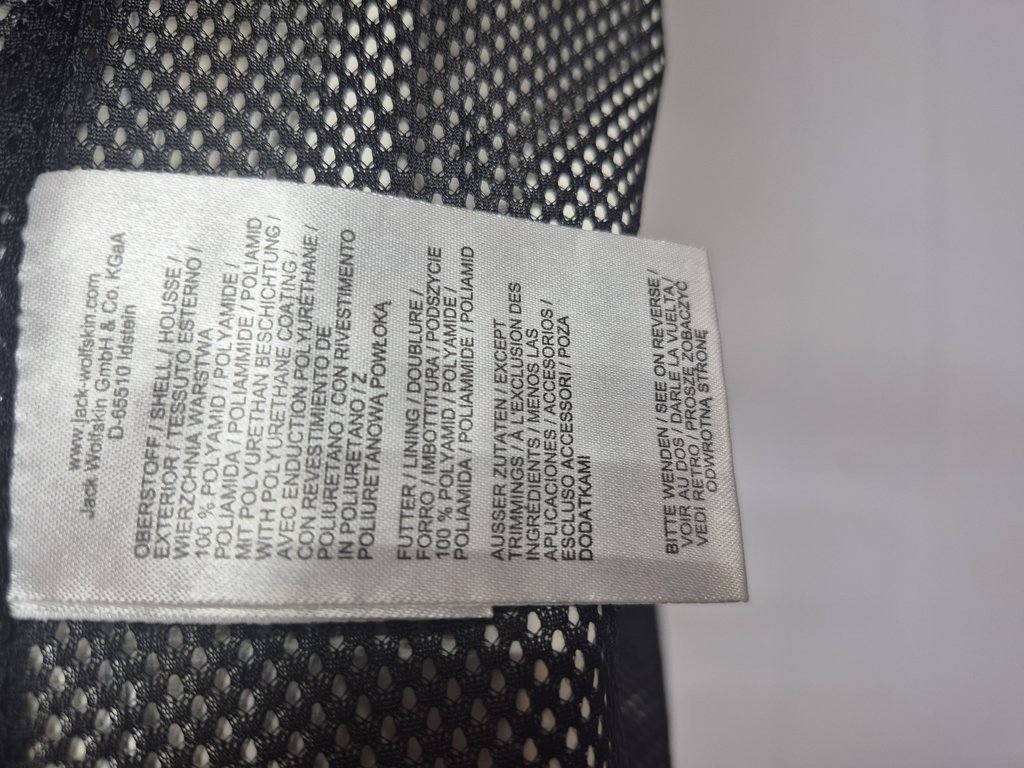 www.jack-wolfskin.com
Jack Wolfskin GmbH & Co. KGaA
D-65510 Idstein
OBERSTOFF / SHELL / HOUSSE /
EXTERIOR / TESSUTO ESTERNO /
WIERZCHNIA WARSTWA
100 % POLYAMID / POLYAMIDE /
POLIAMIDA / POLIAMMIDE / POLIAMID
MIT POLYURETHAN BESCHICHTUNG /
WITH POLYURETHANE COATING /
AVEC ENDUCTION POLYURÉTHANE /
CON REVESTIMIENTO DE
POLIURETANO / CON RIVESTIMENTO
IN POLIURETANO / Z
POLIURETANOWĄ POWŁOKĄ
FUTTER / LINING / DOUBLURE /
FORRO / IMBOTTITURA / PODSZYCIE
100 % POLYAMID / POLYAMIDE /
POLIAMIDA / POLIAMMIDE / POLIAMID
AUSSER ZUTATEN / EXCEPT
TRIMMINGS / À L'EXCLUSION DES
INGRÉDIENTS / MENOS LAS
APLICACIONES / ACCESORIOS /
ESCLUSO ACCESSORI / POZA
DODATKAMI
BITTE WENDEN / SEE ON REVERSE /
VOIR AU DOS / DARLE LA VUELTA /
VEDI RETRO / PROSZĘ ZOBACZYĆ
ODWROTNA STRONĘ